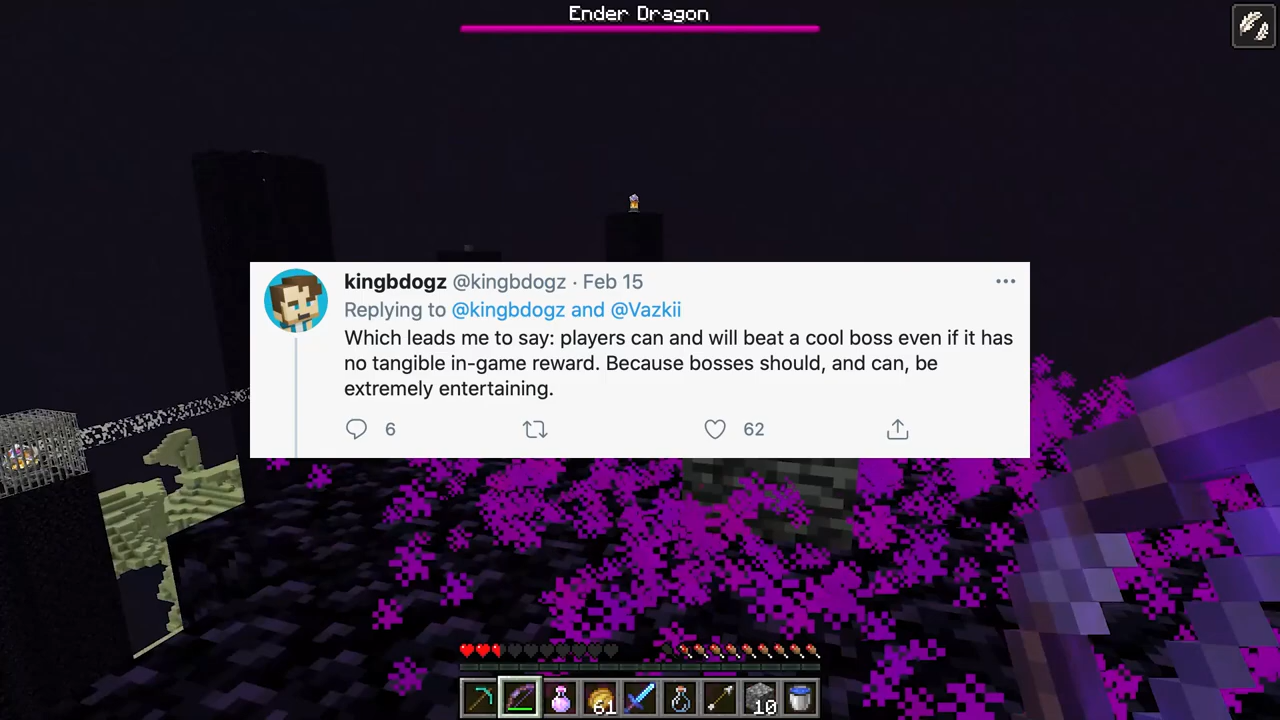 Ender Dragon
kingbdogz @kingbdogz · Feb 15
Replying to @kingbdogz and @Vazkii
Which leads me to say: players can and will beat a cool boss even if it has
no tangible in-game reward. Because bosses should, and can, be
extremely entertaining.
6 62
61 10